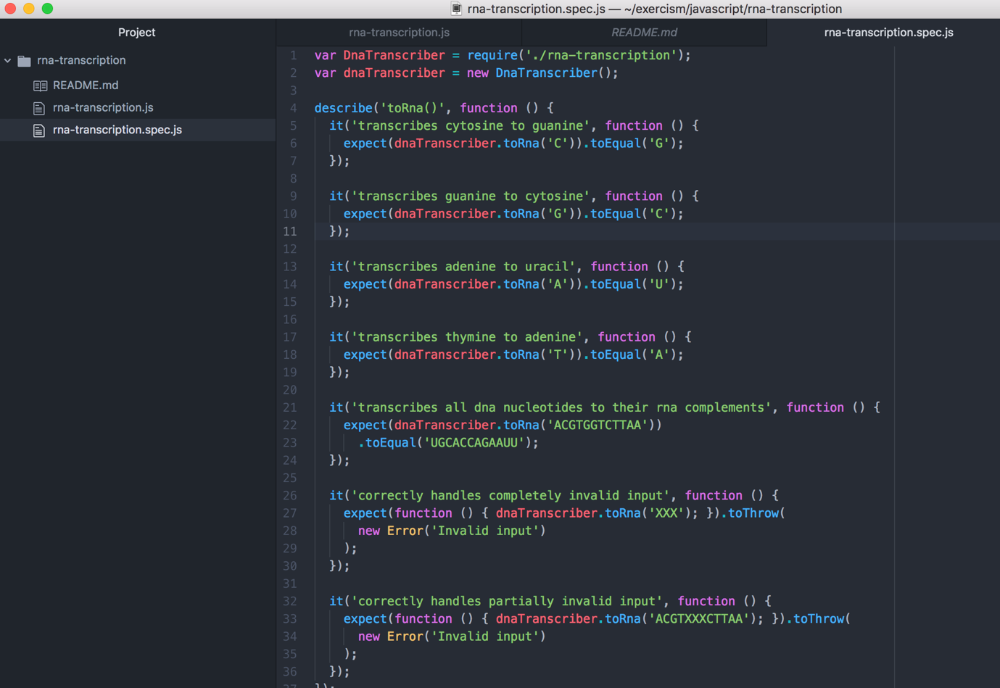 rna-transcription.spec.js — ~/exercism/javascript/rna-transcription
Project
rna-transcription
README.md
rna-transcription.js
rna-transcription.spec.js
rna-transcription.js
README.md
rna-transcription.spec.js
1 var DnaTranscriber = require('./rna-transcription');
2 var dnaTranscriber = new DnaTranscriber();
3
4 describe('toRna()', function () {
5 it('transcribes cytosine to guanine', function () {
6 expect(dnaTranscriber.toRna('C')).toEqual('G');
7 });
8
9 it('transcribes guanine to cytosine', function () {
10 expect(dnaTranscriber.toRna('G')).toEqual('C');
11 });
12
13 it('transcribes adenine to uracil', function () {
14 expect(dnaTranscriber.toRna('A')).toEqual('U');
15 });
16
17 it('transcribes thymine to adenine', function () {
18 expect(dnaTranscriber.toRna('T')).toEqual('A');
19 });
20
21 it('transcribes all dna nucleotides to their rna complements', function () {
22 expect(dnaTranscriber.toRna('ACGTGGTCTTAA'))
23 .toEqual('UGCACCAGAAUU');
24 });
25
26 it('correctly handles completely invalid input', function () {
27 expect(function () { dnaTranscriber.toRna('XXX'); }).toThrow(
28 new Error('Invalid input')
29 );
30 });
31
32 it('correctly handles partially invalid input', function () {
33 expect(function () { dnaTranscriber.toRna('ACGTXXXCTTAA'); }).toThrow(
34 new Error('Invalid input')
35 );
36 });
37 });